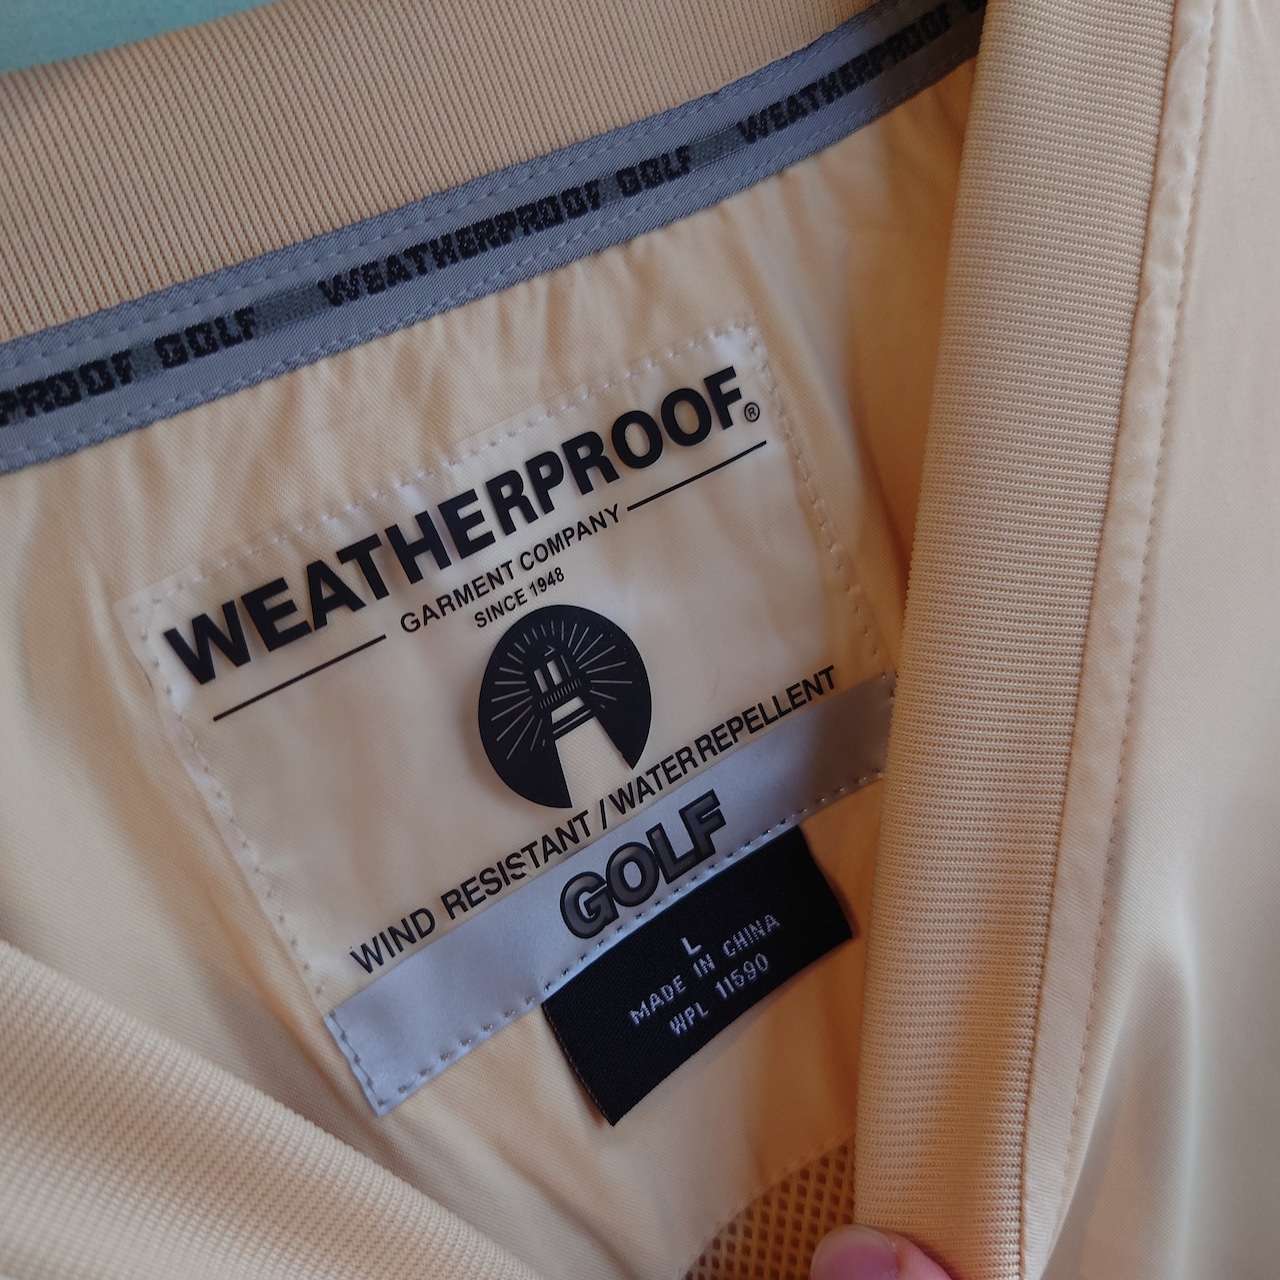 PROOF GOLF WEATHERPROOF GOLF WEATHERPROOF
WEATHERPROOF®
GARMENT COMPANY
SINCE 1948
WIND RESISTANT / WATER REPELLENT
GOLF
L
MADE IN CHINA
WPL 11590